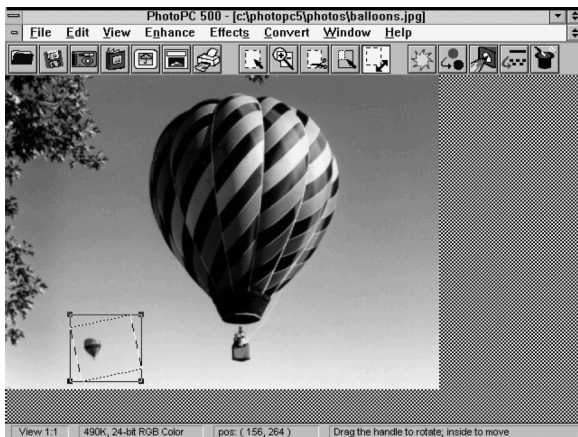 PhotoPC 500 - [c:\photopc5\photos\balloons.jpg]
File Edit View Enhance Effects Convert Window Help
View 1:1 490K, 24-bit RGB Color pos: ( 156, 264 ) Drag the handle to rotate; inside to move